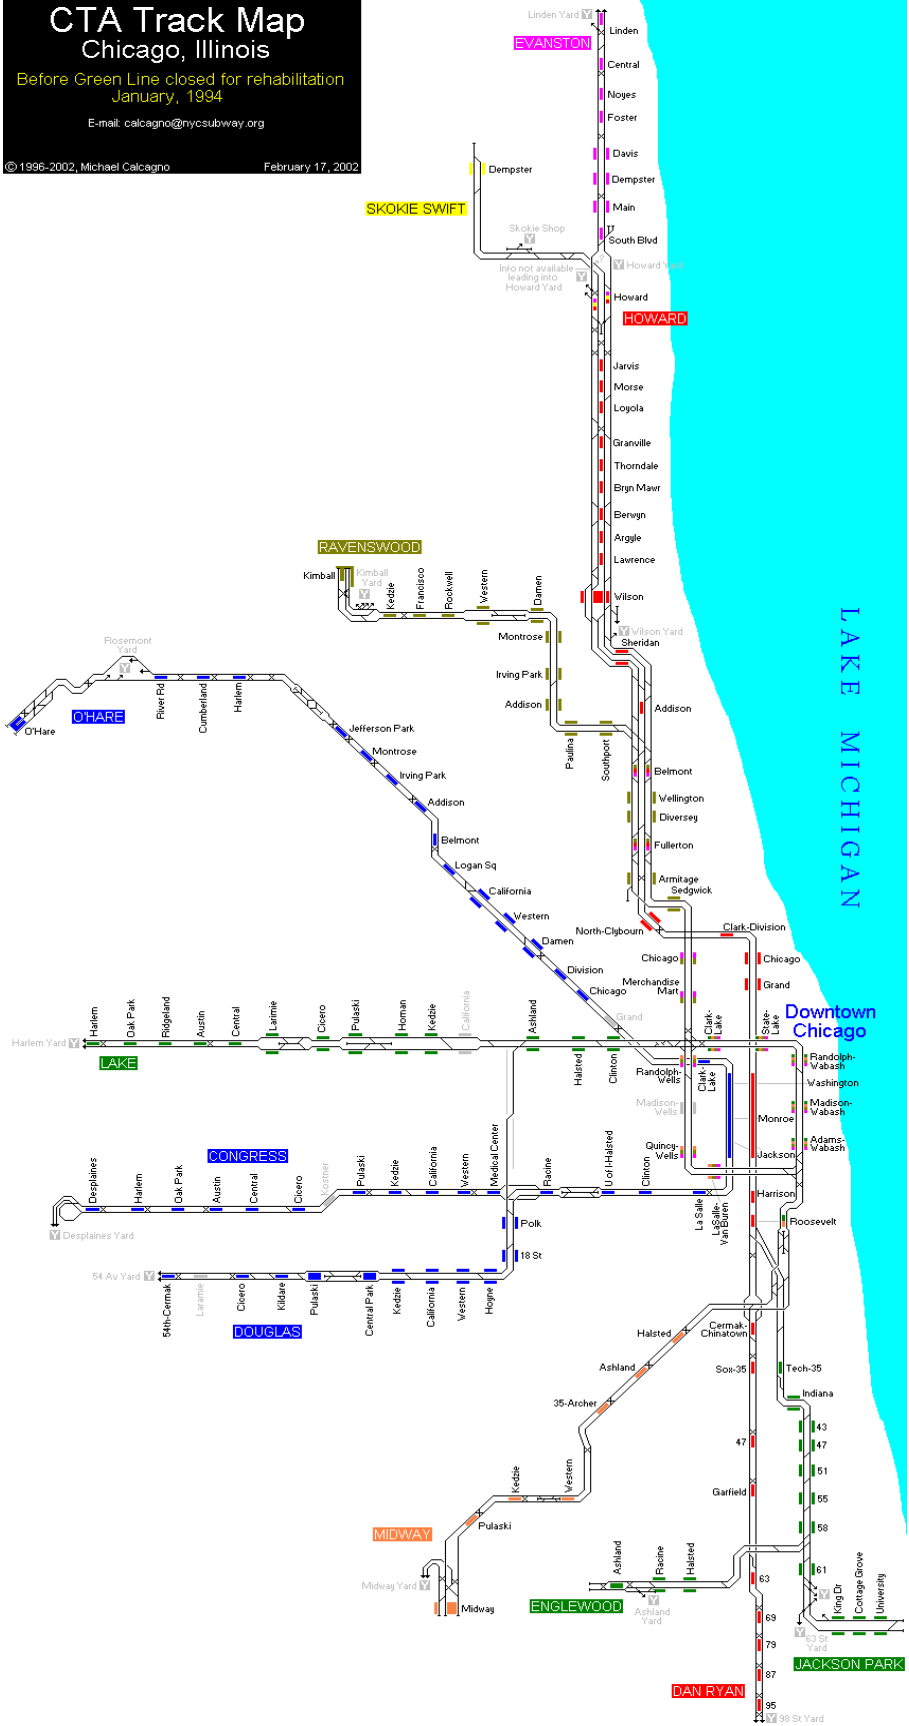 CTA Track Map
Chicago, Illinois
Before Green Line closed for rehabilitation
January, 1994
E-mail: calcagno@nycsubway.org
© 1996-2002, Michael Calcagno
February 17, 2002
Linden Yard Y
EVANSTON
Linden
Central
Noyes
Foster
Davis
Dempster
Main
South Blvd
Dempster
SKOKIE SWIFT
Skokie Shop
Y
Info not available
leading into
Howard Yard
Y
Y Howard Yard
Howard
HOWARD
Jarvis
Morse
Loyola
Granville
Thorndale
Bryn Mawr
Berwyn
Argyle
Lawrence
Wilson
Y Wilson Yard
Sheridan
RAVENSWOOD
Kimball
Kimball
Yard
Y
Kedzie
Francisco
Rockwell
Western
Damen
Montrose
Irving Park
Addison
Paulina
Southport
Addison
Belmont
Wellington
Diversey
Fullerton
Armitage
Sedgwick
North-Clybourn
Clark-Division
Chicago
Chicago
Merchandise
Mart
Grand
LAKE MICHIGAN
Rosemont
Yard
Y
O'HARE
O'Hare
River Rd
Cumberland
Harlem
Jefferson Park
Montrose
Irving Park
Addison
Belmont
Logan Sq
California
Western
Damen
Division
Chicago
Grand
Downtown
Chicago
Harlem Yard Y
LAKE
Harlem
Oak Park
Ridgeland
Austin
Central
Larimie
Cicero
Pulaski
Homan
Kedzie
California
Ashland
Halsted
Clinton
Clark-
Lake
State-
Lake
Randolph-
Wells
Clark-
Lake
Randolph-
Wabash
Washington
Madison-
Wells
Madison-
Wabash
Monroe
Quincy-
Wells
Adams-
Wabash
Jackson
CONGRESS
Desplaines
Harlem
Oak Park
Austin
Central
Cicero
Kostner
Pulaski
Kedzie
California
Western
Medical Center
Racine
U of I-Halsted
Clinton
La Salle
LaSalle-
Van Buren
Harrison
Roosevelt
Y Desplaines Yard
Polk
18 St
54 Av Yard Y
54th-Cermak
Laramie
Cicero
Kildare
Pulaski
Central Park
Kedzie
California
Western
Hoyne
DOUGLAS
Halsted
Ashland
35-Archer
Western
Kedzie
Pulaski
MIDWAY
Midway Yard Y
Midway
Cermak-
Chinatown
Sox-35
47
Garfield
63
69
79
87
95
DAN RYAN
Y 98 St Yard
Tech-35
Indiana
43
47
51
55
58
61
Ashland
Racine
Halsted
ENGLEWOOD
Y
Ashland
Yard
Y
Y
63 St
Yard
King Dr
Cottage Grove
University
JACKSON PARK